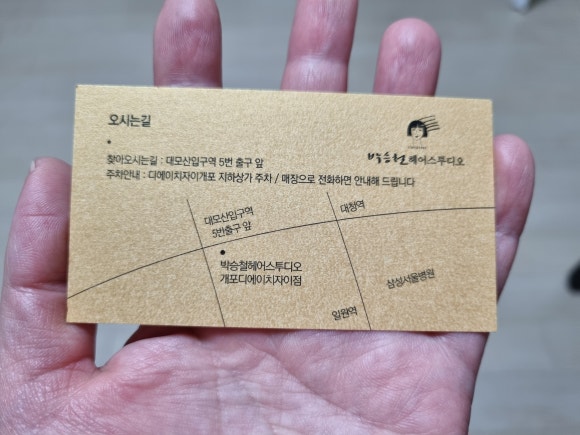 오시는길
박승철헤어스투디오
찾아오시는길 : 대모산입구역 5번 출구 앞
주차안내 : 디에이치자이개포 지하상가 주차 / 매장으로 전화하면 안내해 드립니다
대모산입구역
5번출구 앞
대청역
박승철헤어스투디오
개포디에이치자이점
삼성서울병원
일원역